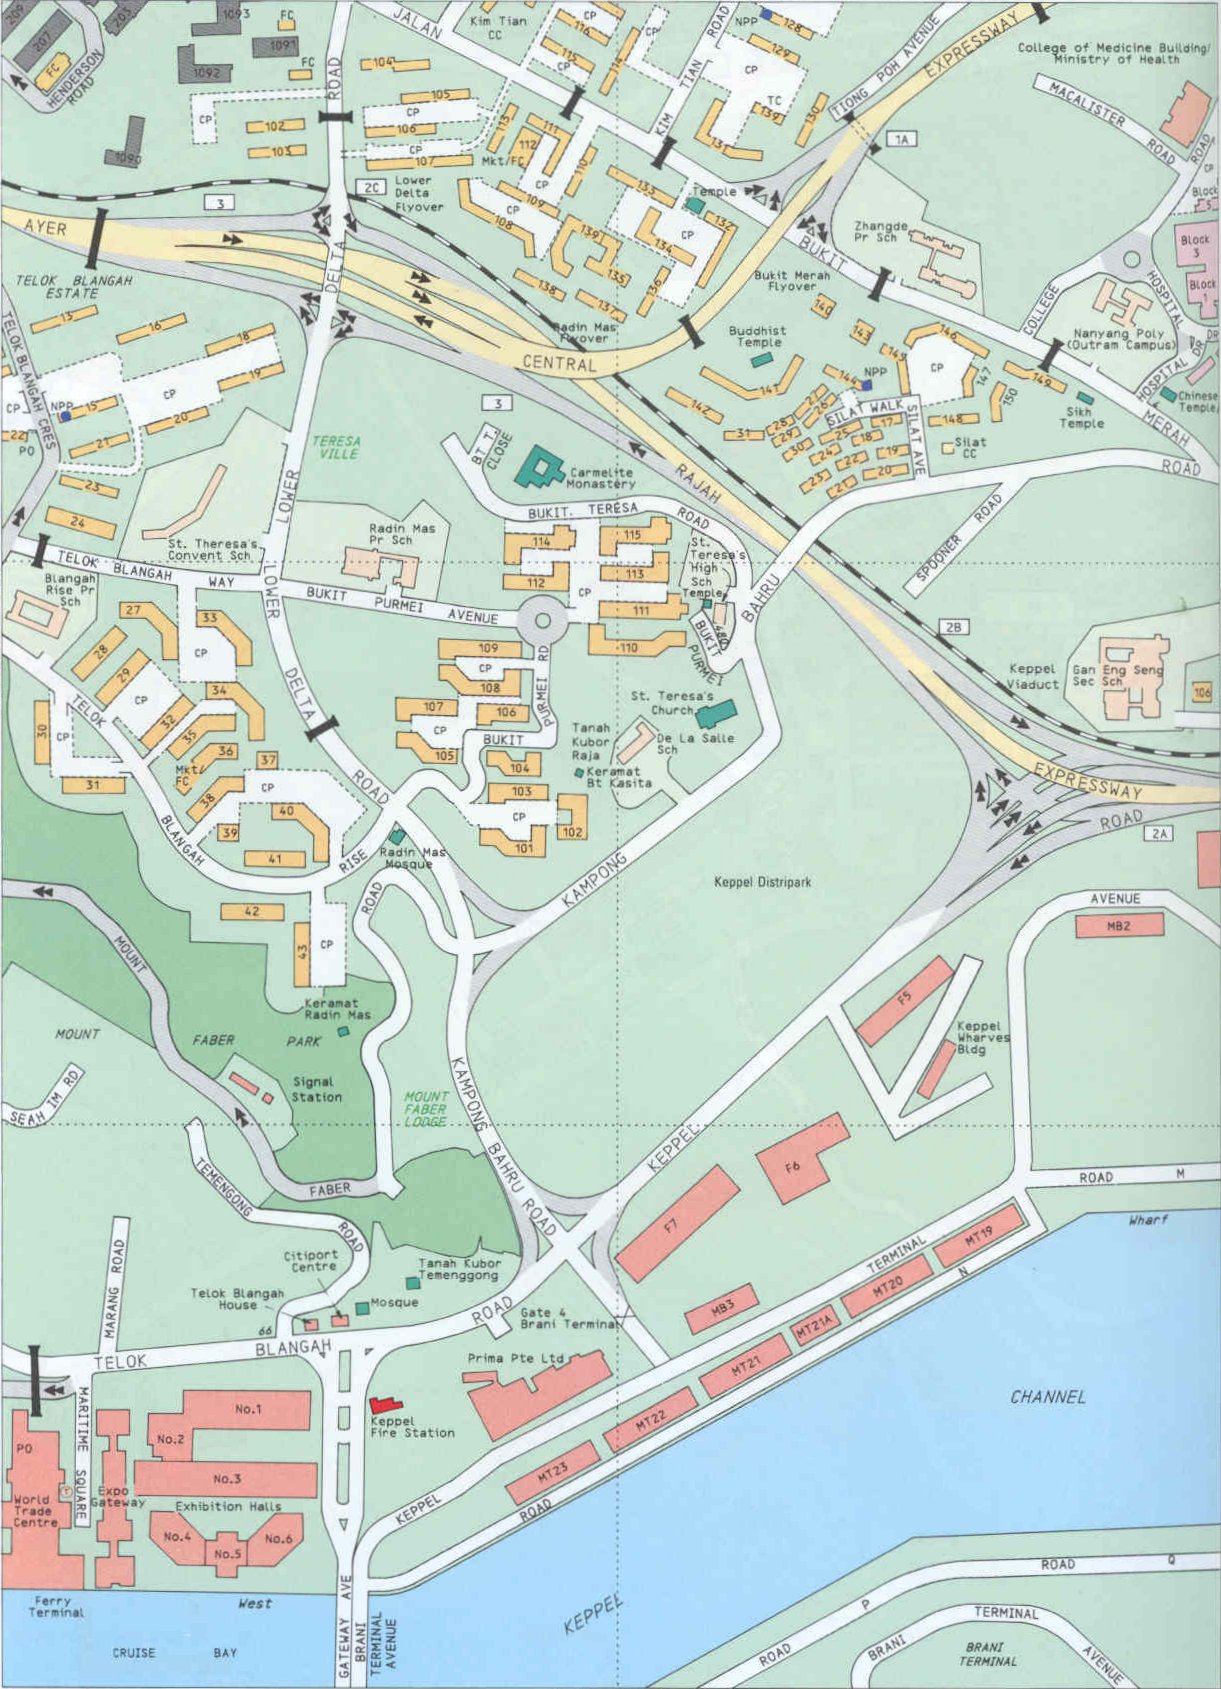 209
207
203
1093
FC
1091
FC
1092
FC
HENDERSON
ROAD
1090
CP
102
103
ROAD
JALAN
Kim Tian
CC
CP
116
115
CP
114
CP
104
105
CP
106
CP
107
113
111
112
Mkt/FC
110
CP
109
108
CP
KIM
TIAN
ROAD
NPP
128
129
CP
TC
139
130
131
TIONG POH AVENUE
EXPRESSWAY
College of Medicine Building/
Ministry of Health
MACALISTER
ROAD
ROAD
CP
Block
5
Block
3
Block
1
1A
2C
3
Lower
Delta
Flyover
AYER
TELOK BLANGAH
ESTATE
DELTA
133
Temple
132
134
CP
139
135
136
137
138
BUKIT
Zhangde
Pr Sch
Bukit Merah
Flyover
140
143
Radin Mas
Flyover
CENTRAL
Buddhist
Temple
141
142
NPP
144
145
146
CP
147
149
150
148
COLLEGE
Nanyang Poly
(Outram Campus)
HOSPITAL
DR
HOSPITAL DR
Sikh
Temple
Chinese
Temple
MERAH
ROAD
SILAT WALK
SILAT AVE
Silat
CC
31
28
27
26
29
30
25
24
23
22
21
20
19
18
17
13
16
18
19
CP
20
21
NPP
15
CP
22
PO
23
24
TELOK BLANGAH CRES
TERESA
VILLE
LOWER
3
BT T.
CLOSE
Carmelite
Monastery
RAJAH
BUKIT TERESA
ROAD
SPOONER ROAD
St. Theresa's
Convent Sch
Radin Mas
Pr Sch
114
115
112
113
CP
111
110
St.
Teresa's
High
Sch
Temple
480
BUKIT
PURMEI
BAHRU
TELOK BLANGAH WAY
Blangah
Rise Pr
Sch
LOWER
BUKIT PURMEI AVENUE
PURMEI RD
BUKIT
109
CP
108
107
106
CP
105
104
103
CP
101
102
27
28
29
33
CP
34
CP
32
35
36
37
Mkt/
FC
38
39
CP
40
41
30
CP
31
42
43
CP
TELOK
BLANGAH
RISE
DELTA
ROAD
St. Teresa's
Church
Tanah
Kubor
Raja
De La Salle
Sch
Keramat
Bt Kasita
Radin Mas
Mosque
KAMPONG
ROAD
2B
Keppel
Viaduct
Gan Eng Seng
Sec Sch
106
EXPRESSWAY
ROAD
2A
Keppel Distripark
AVENUE
MB2
F5
Keppel
Wharves
Bldg
F6
F7
MOUNT
Keramat
Radin Mas
MOUNT
FABER
PARK
Signal
Station
MOUNT
FABER
LODGE
SEAH IM RD
FABER
TEMENGONG
ROAD
KAMPONG BAHRU ROAD
KEPPEL
ROAD
M
Wharf
Citiport
Centre
Telok Blangah
House
66
Mosque
Tanah Kubor
Temenggong
Gate 4
Brani Terminal
MARANG ROAD
TELOK
BLANGAH
ROAD
TERMINAL
MT19
MT20
N
MB3
MT21A
MT21
MT22
MT23
Prima Pte Ltd
Keppel
Fire Station
MARITIME SQUARE
No.1
No.2
No.3
Exhibition Halls
No.4
No.5
No.6
PO
World
Trade
Centre
T
Expo
Gateway
KEPPEL
ROAD
CHANNEL
KEPPEL
Ferry
Terminal
West
CRUISE BAY
GATEWAY AVE
BRANI
TERMINAL
AVENUE
ROAD
Q
ROAD
P
BRANI
TERMINAL
AVENUE
BRANI
TERMINAL